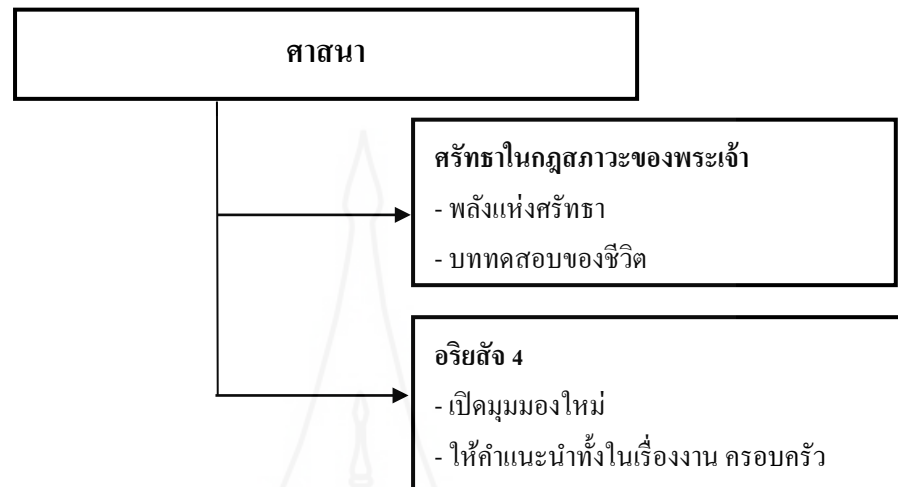 ศาสนา
ศรัทธาในกฎสภาวะของพระเจ้า
- พลังแห่งศรัทธา
- บททดสอบของชีวิต
อริยสัจ 4
- เปิดมุมมองใหม่
- ให้คำแนะนำทั้งในเรื่องงาน ครอบครัว